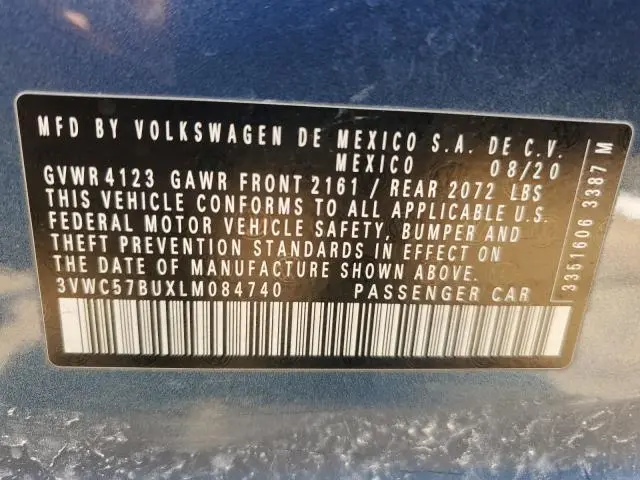 MFD BY VOLKSWAGEN DE MEXICO S.A. DE C.V.
MEXICO 08/20
GVWR 4123 GAWR FRONT 2161 / REAR 2072 LBS
THIS VEHICLE CONFORMS TO ALL APPLICABLE U.S.
FEDERAL MOTOR VEHICLE SAFETY, BUMPER AND
THEFT PREVENTION STANDARDS IN EFFECT ON
THE DATE OF MANUFACTURE SHOWN ABOVE.
3VWC57BUXLM084740 PASSENGER CAR
3351606 3387 M